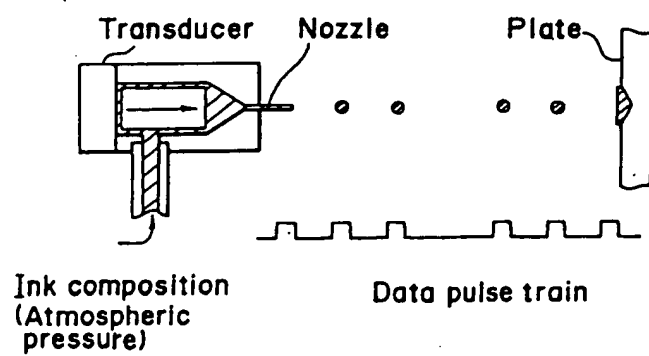 Transducer Nozzle Plate
Ink composition
(Atmospheric
pressure)
Data pulse train